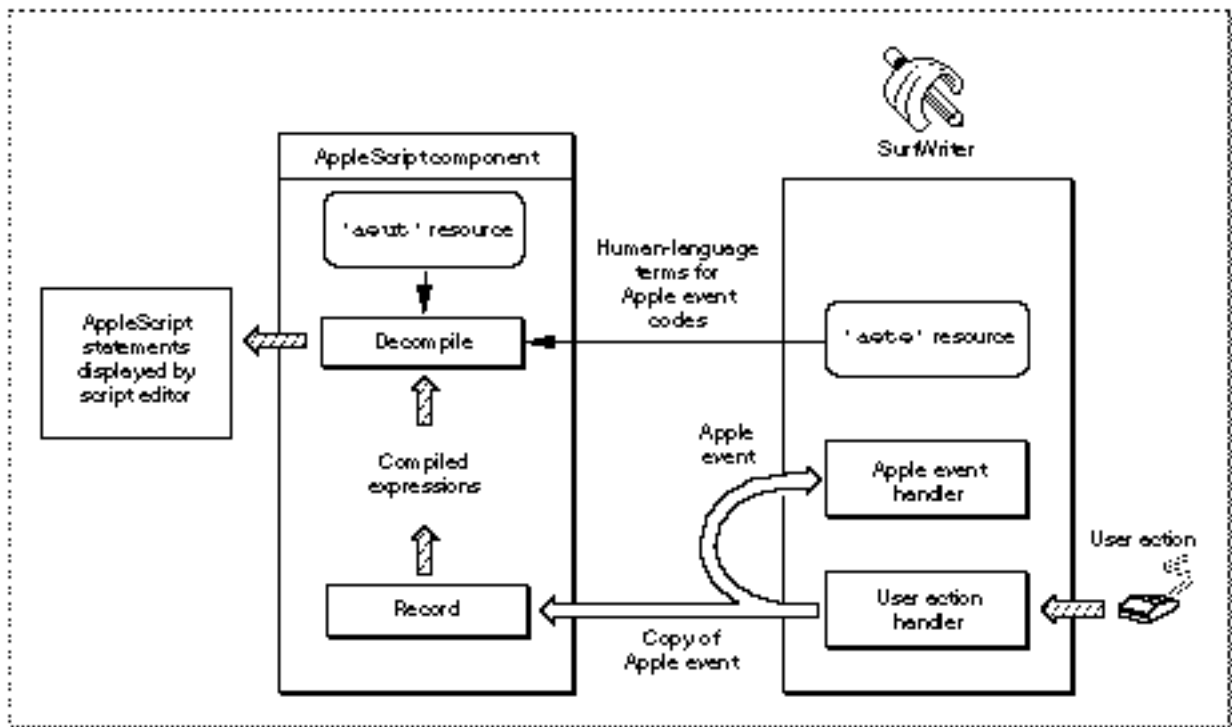 SurfWriter
AppleScript component
'aeut' resource
Human-language
terms for
Apple event
codes
AppleScript
statements
displayed by
script editor
Decompile
'aete' resource
Apple
event
Compiled
expressions
Apple event
handler
User action
Record
User action
handler
Copy of
Apple event